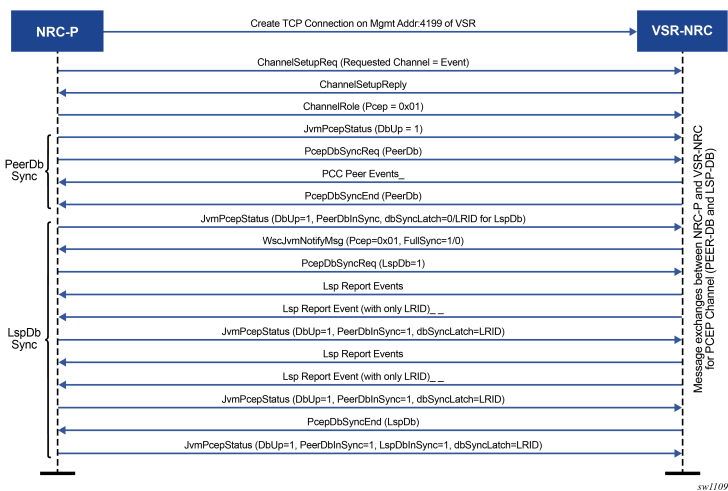 Create TCP Connection on Mgmt Addr:4199 of VSR
NRC-P
VSR-NRC
ChannelSetupReq (Requested Channel = Event)
ChannelSetupReply
ChannelRole (Pcep = 0x01)
JvmPcepStatus (DbUp = 1)
PcepDbSyncReq (PeerDb)
PeerDb
Sync
PCC Peer Events_
PcepDbSyncEnd (PeerDb)
JvmPcepStatus (DbUp=1, PeerDbInSync, dbSyncLatch=0/LRID for LspDb)
WscJvmNotifyMsg (Pcep=0x01, FullSync=1/0)
PcepDbSyncReq (LspDb=1)
Lsp Report Events
Lsp Report Event (with only LRID)_ _
LspDb
Sync
JvmPcepStatus (DbUp=1, PeerDbInSync=1, dbSyncLatch=LRID)
Lsp Report Events
Lsp Report Event (with only LRID)_ _
JvmPcepStatus (DbUp=1, PeerDbInSync=1, dbSyncLatch=LRID)
PcepDbSyncEnd (LspDb)
JvmPcepStatus (DbUp=1, PeerDbInSync=1, LspDbInSync=1, dbSyncLatch=LRID)
Message exchanges between NRC-P and VSR-NRC
for PCEP Channel (PEER-DB and LSP-DB)
sw1109